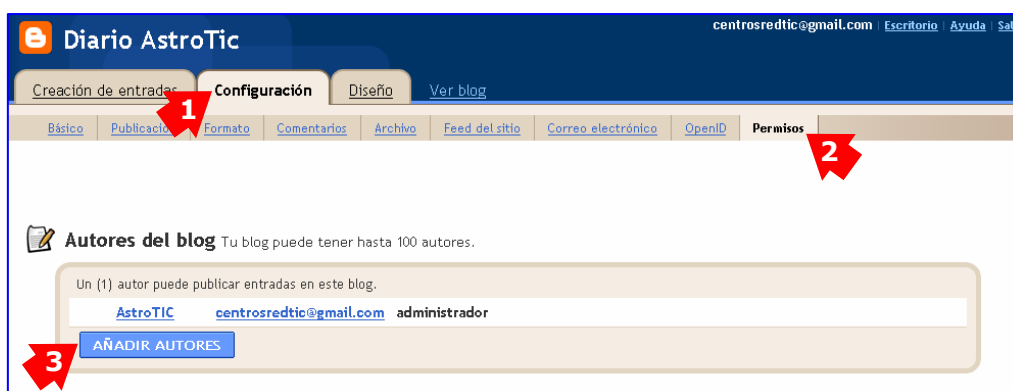 centrosredtic@gmail.com | Escritorio | Ayuda |
Diario AstroTic
Creación de entradas Configuración Diseño Ver blog
1
Básico Publicación Formato Comentarios Archivo Feed del sitio Correo electrónico OpenID Permisos
2
Autores del blog Tu blog puede tener hasta 100 autores.
Un (1) autor puede publicar entradas en este blog.
AstroTIC centrosredtic@gmail.com administrador
AÑADIR AUTORES
3